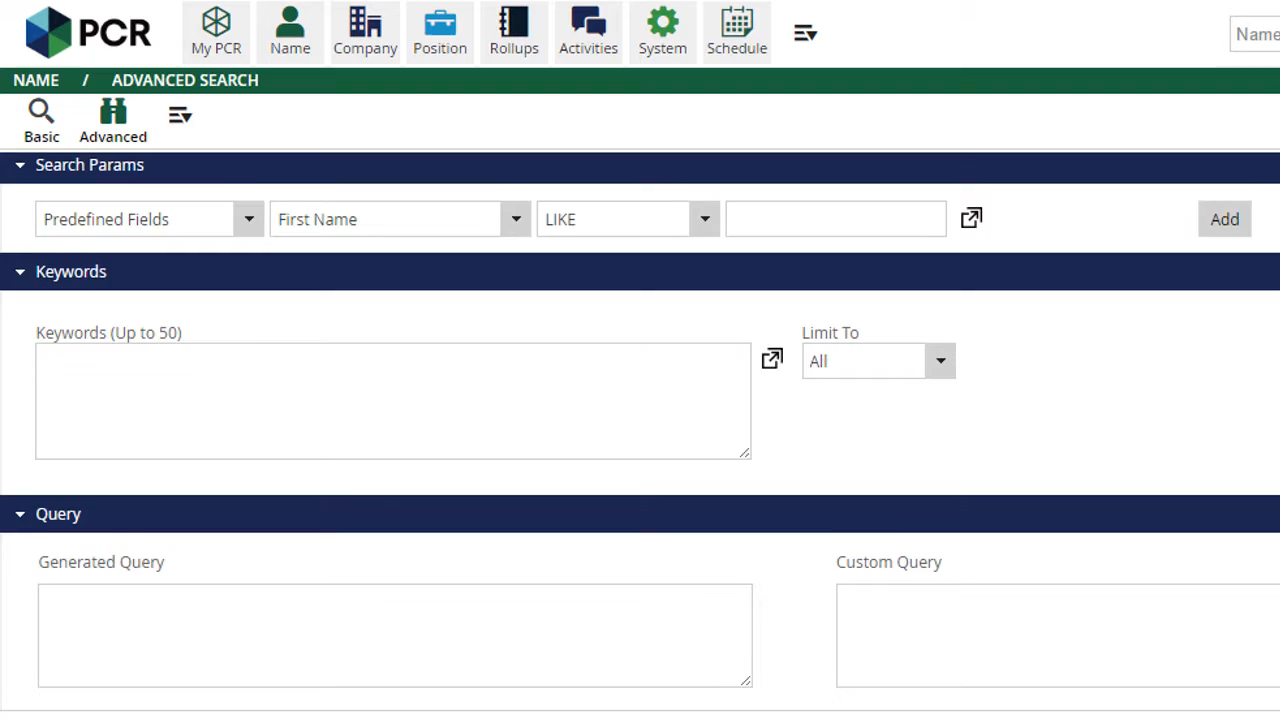 PCR
My PCR
Name
Company
Position
Rollups
Activities
System
Schedule
Name
NAME / ADVANCED SEARCH
Basic
Advanced
Search Params
Predefined Fields
First Name
LIKE
Add
Keywords
Keywords (Up to 50)
Limit To
All
Query
Generated Query
Custom Query